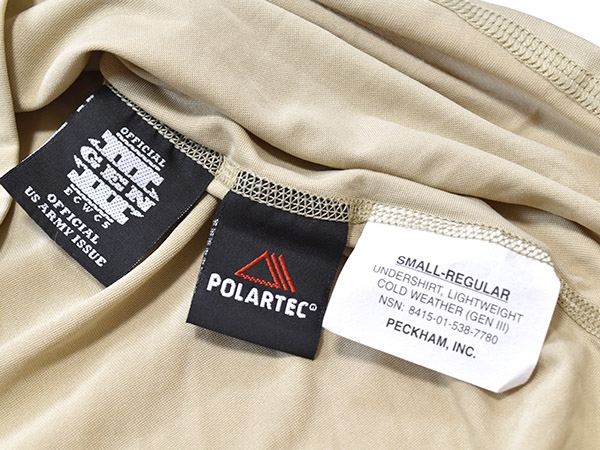 OFFICIAL
GEN
III
ECWCS
OFFICIAL
US ARMY ISSUE
POLARTEC®
SMALL-REGULAR
UNDERSHIRT, LIGHTWEIGHT
COLD WEATHER (GEN III)
NSN: 8415-01-538-7780
PECKHAM, INC.